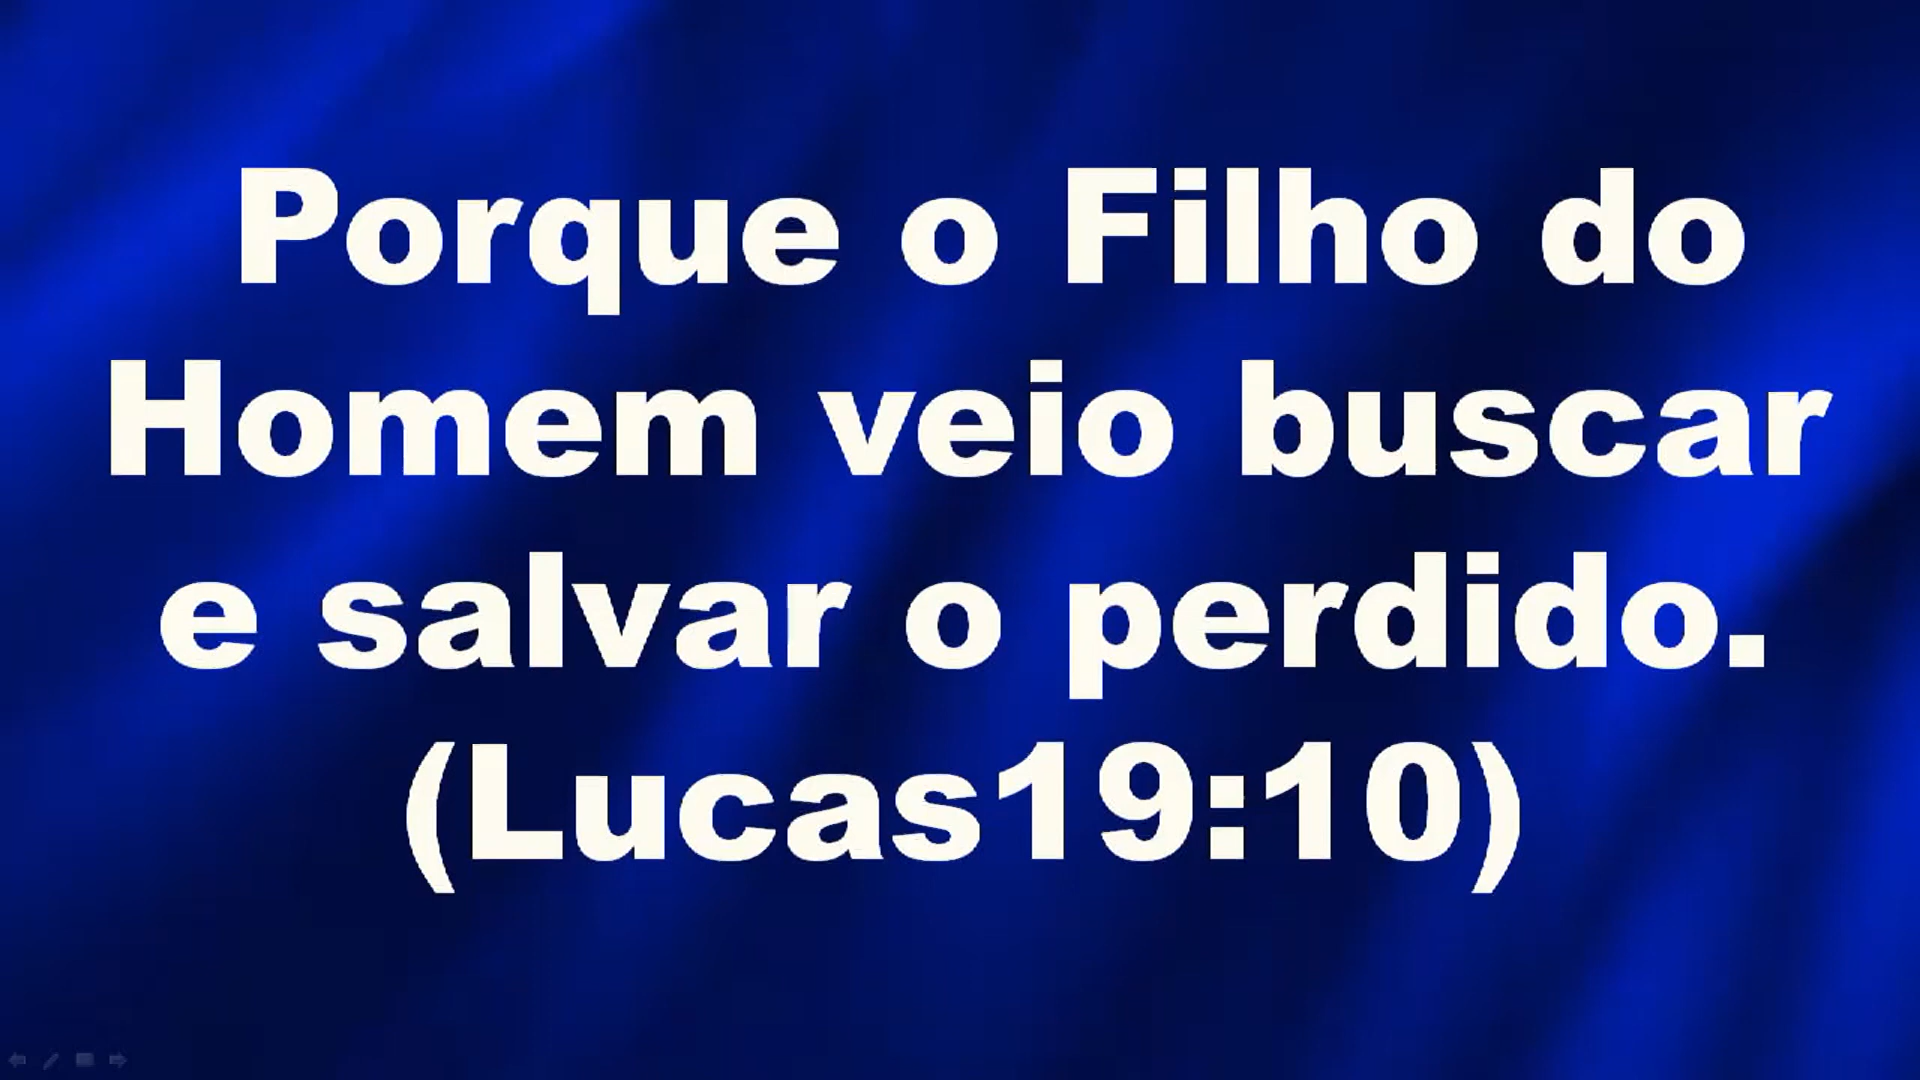 Porque o Filho do
Homem veio buscar
e salvar o perdido.
(Lucas19:10)